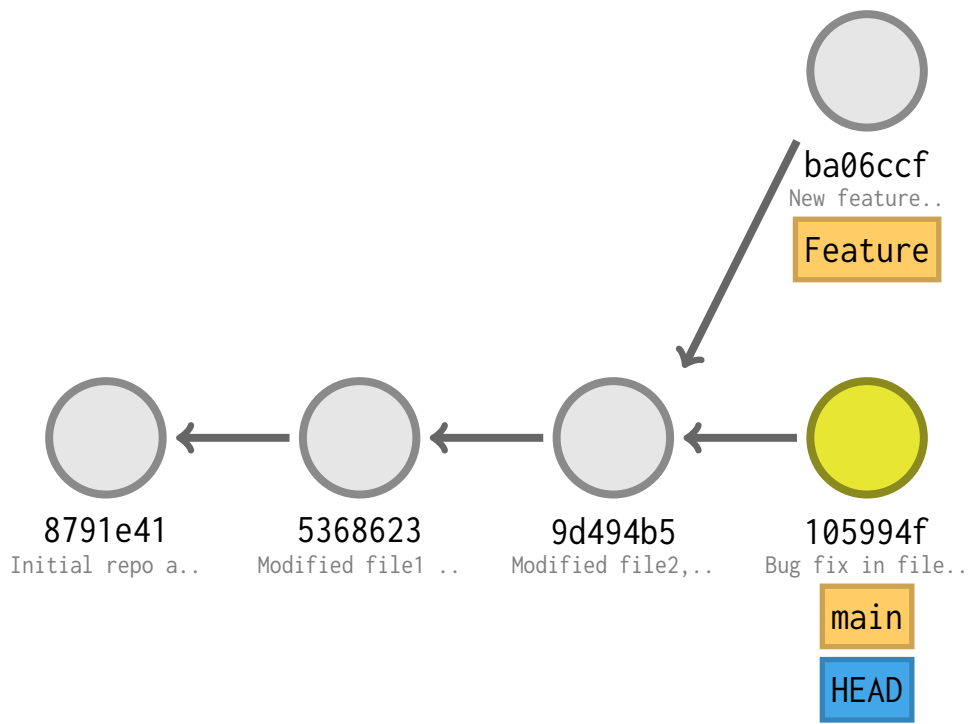 ba06ccf
New feature..
Feature
8791e41
Initial repo a..
5368623
Modified file1 ..
9d494b5
Modified file2,..
105994f
Bug fix in file..
main
HEAD